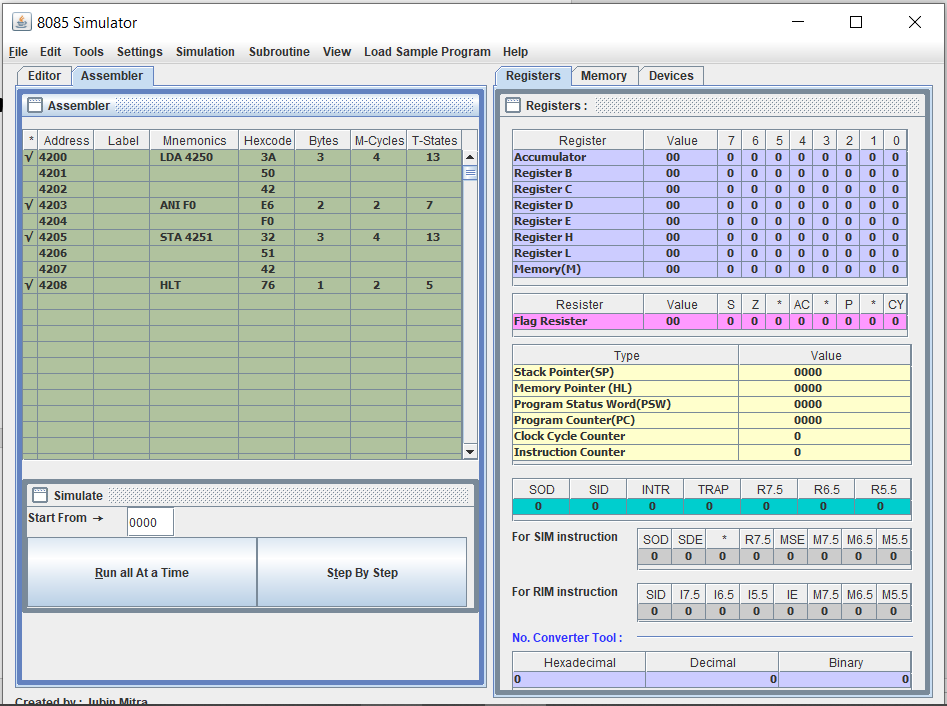 8085 Simulator
File Edit Tools Settings Simulation Subroutine View Load Sample Program Help
Editor Assembler
Assembler
* Address Label Mnemonics Hexcode Bytes M-Cycles T-States
√ 4200 LDA 4250 3A 3 4 13
4201 50
4202 42
√ 4203 ANI F0 E6 2 2 7
4204 F0
√ 4205 STA 4251 32 3 4 13
4206 51
4207 42
√ 4208 HLT 76 1 2 5
Simulate
Start From → 0000
Run all At a Time Step By Step
Created by : Jubin Mitra
Registers Memory Devices
Registers :
Register Value 7 6 5 4 3 2 1 0
Accumulator 00 0 0 0 0 0 0 0 0
Register B 00 0 0 0 0 0 0 0 0
Register C 00 0 0 0 0 0 0 0 0
Register D 00 0 0 0 0 0 0 0 0
Register E 00 0 0 0 0 0 0 0 0
Register H 00 0 0 0 0 0 0 0 0
Register L 00 0 0 0 0 0 0 0 0
Memory(M) 00 0 0 0 0 0 0 0 0
Resister Value S Z * AC * P * CY
Flag Resister 00 0 0 0 0 0 0 0 0
Type Value
Stack Pointer(SP) 0000
Memory Pointer (HL) 0000
Program Status Word(PSW) 0000
Program Counter(PC) 0000
Clock Cycle Counter 0
Instruction Counter 0
SOD SID INTR TRAP R7.5 R6.5 R5.5
0 0 0 0 0 0 0
For SIM instruction SOD SDE * R7.5 MSE M7.5 M6.5 M5.5
0 0 0 0 0 0 0 0
For RIM instruction SID I7.5 I6.5 I5.5 IE M7.5 M6.5 M5.5
0 0 0 0 0 0 0 0
No. Converter Tool :
Hexadecimal Decimal Binary
0 0 0